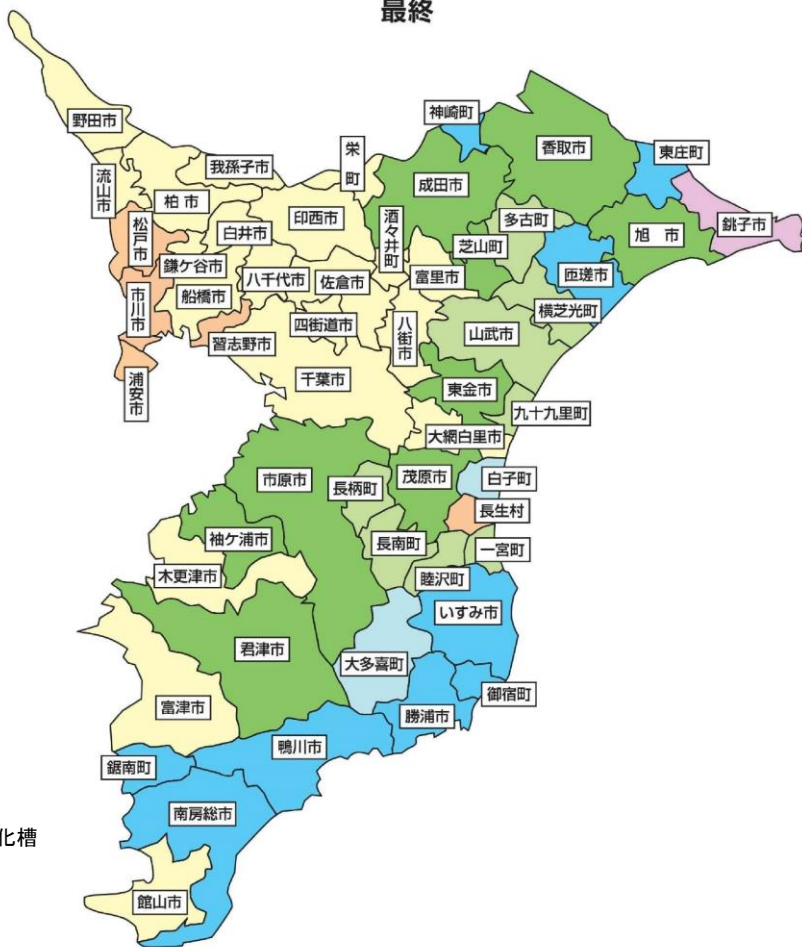 最終
神崎町
野田市
香取市
東庄町
我孫子市
栄町
成田市
流山市
柏市
印西市
酒々井町
多古町
銚子市
松戸市
白井市
芝山町
旭市
鎌ケ谷市
八千代市
佐倉市
富里市
匝瑳市
船橋市
市川市
四街道市
八街市
横芝光町
習志野市
山武市
浦安市
千葉市
東金市
九十九里町
大網白里市
市原市
長柄町
茂原市
白子町
長生村
袖ケ浦市
長南町
一宮町
木更津市
睦沢町
いすみ市
君津市
大多喜町
御宿町
富津市
勝浦市
鴨川市
鋸南町
南房総市
化槽
館山市